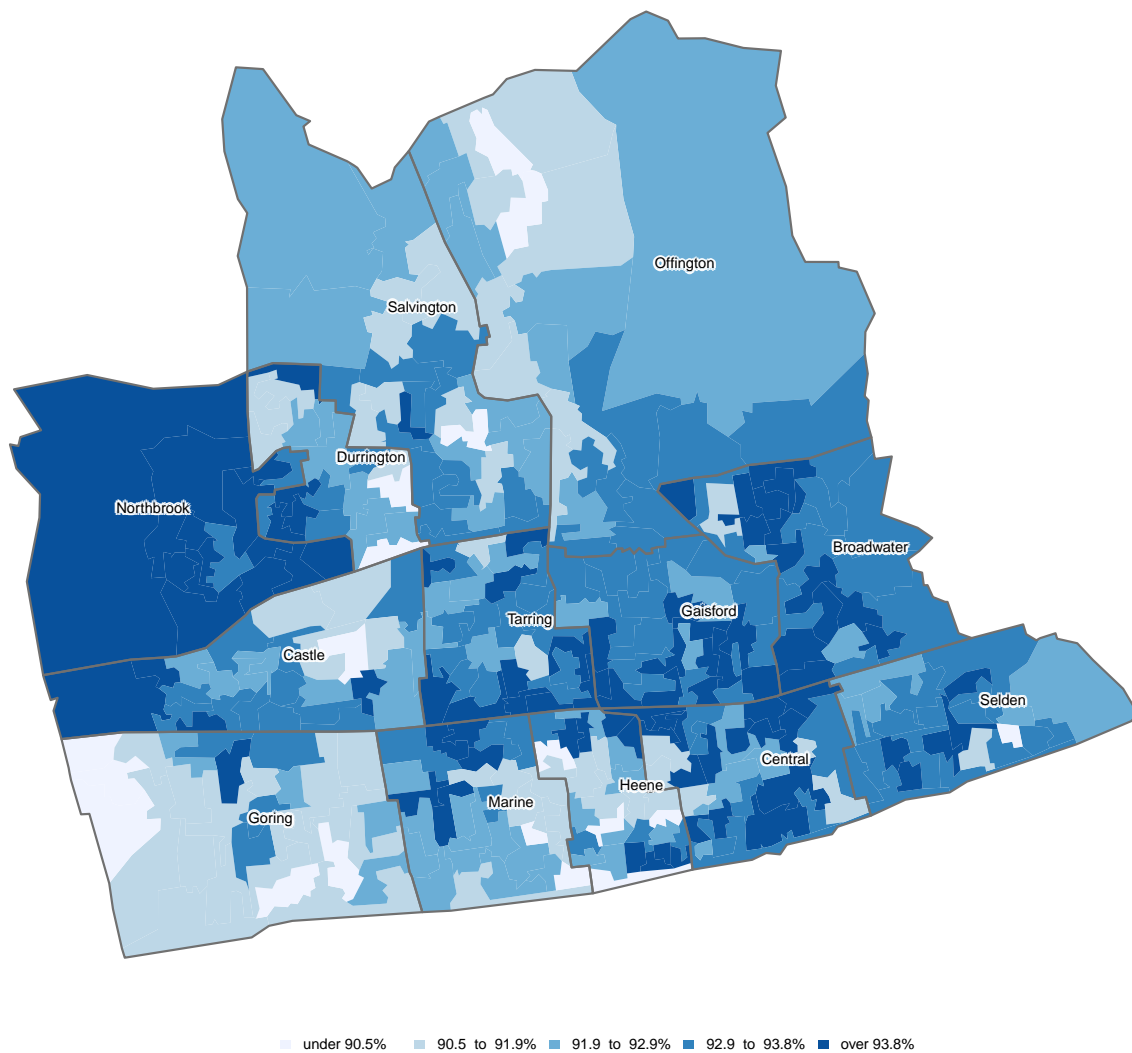 Offington
Salvington
Durrington
Northbrook
Broadwater
Tarring
Gaisford
Castle
Selden
Central
Heene
Marine
Goring
under 90.5%
90.5 to 91.9%
91.9 to 92.9%
92.9 to 93.8%
over 93.8%